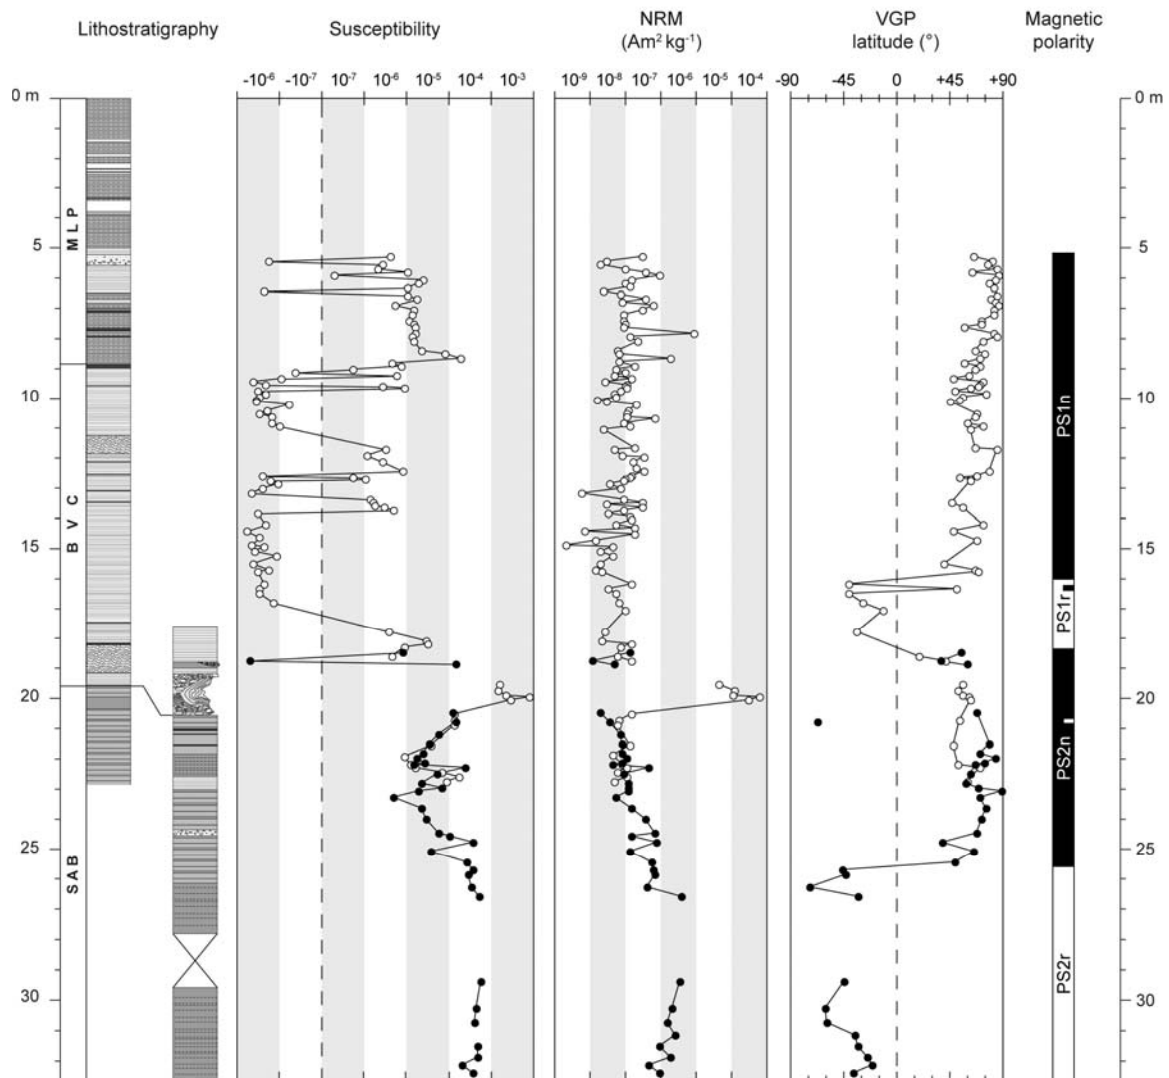 Lithostratigraphy
Susceptibility
NRM
(Am² kg⁻¹)
VGP
latitude (°)
Magnetic
polarity
-10⁻⁶ -10⁻⁷ 10⁻⁷ 10⁻⁶ 10⁻⁵ 10⁻⁴ 10⁻³
10⁻⁹ 10⁻⁸ 10⁻⁷ 10⁻⁶ 10⁻⁵ 10⁻⁴
-90 -45 0 +45 +90
0 m
5
10
15
20
25
30
MLP
BVC
SAB
PS1n
PS1r
PS2n
PS2r
0 m
5
10
15
20
25
30